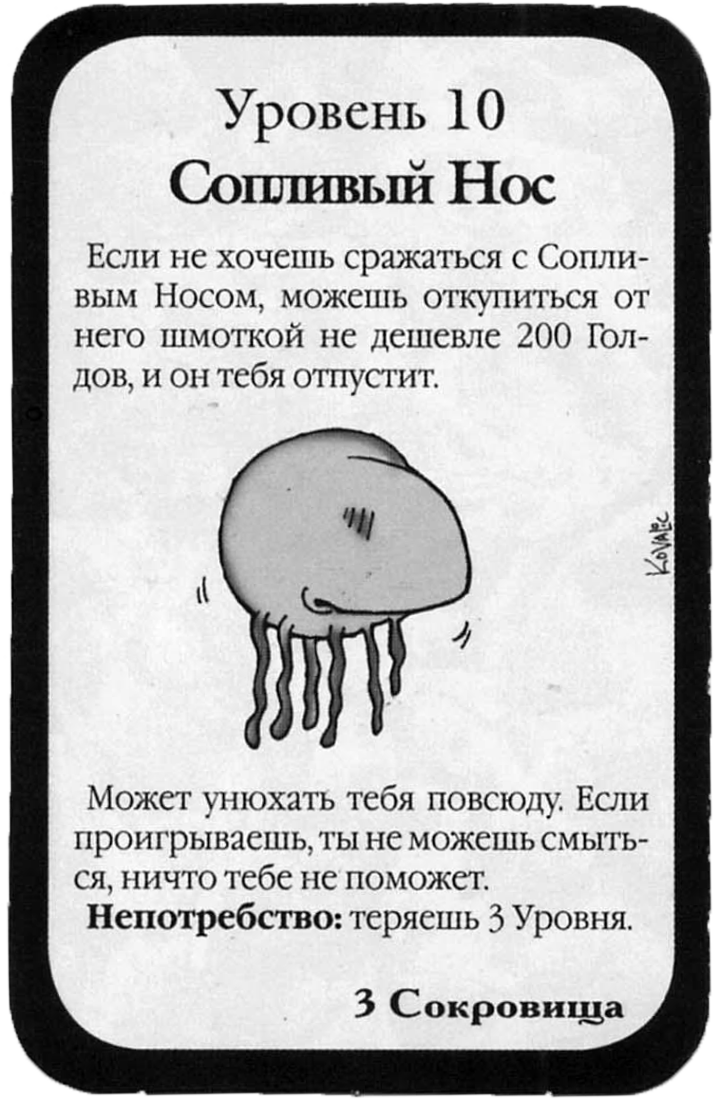 Уровень 10
Сопливый Нос
Если не хочешь сражаться с Сопли-
вым Носом, можешь откупиться от
него шмоткой не дешевле 200 Гол-
дов, и он тебя отпустит.
Kovalic
Может унюхать тебя повсюду. Если
проигрываешь, ты не можешь смыть-
ся, ничто тебе не поможет.
Непотребство: теряешь 3 Уровня.
3 Сокровища